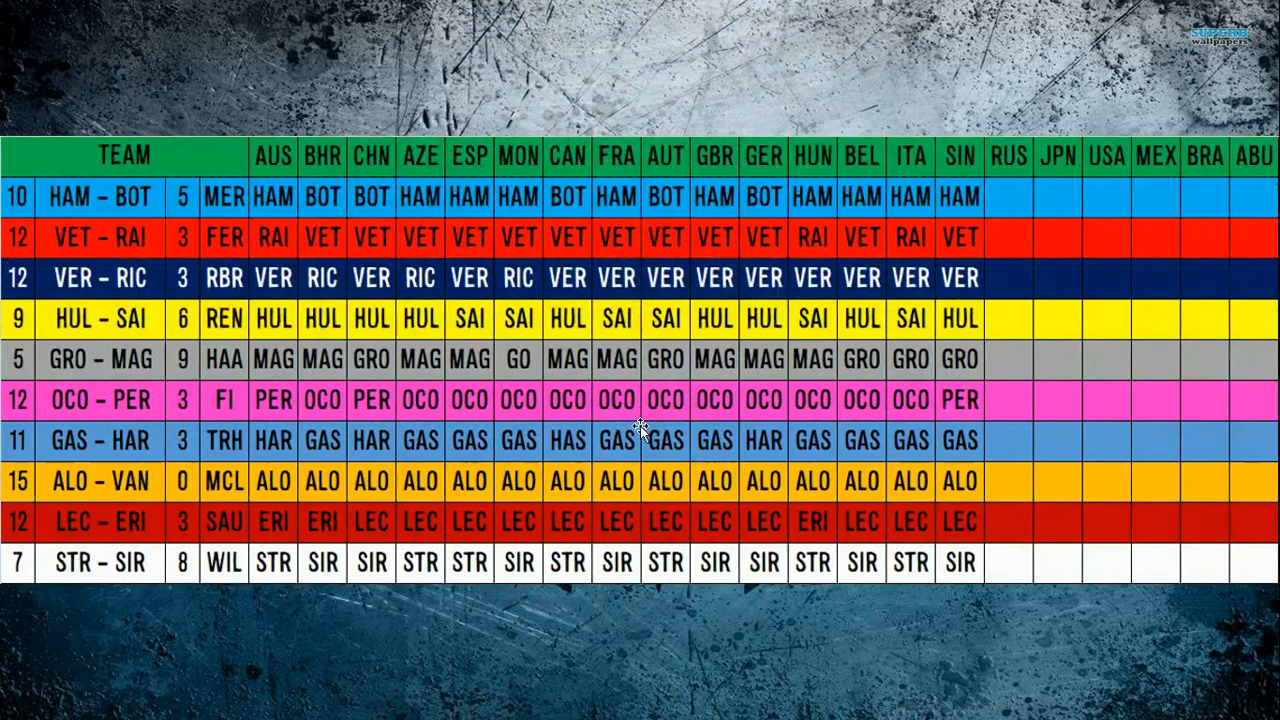 SUPERB
wallpapers
TEAM AUS BHR CHN AZE ESP MON CAN FRA AUT GBR GER HUN BEL ITA SIN RUS JPN USA MEX BRA ABU
10 HAM – BOT 5 MER HAM BOT BOT HAM HAM HAM BOT HAM BOT HAM BOT HAM HAM HAM HAM
12 VET – RAI 3 FER RAI VET VET VET VET VET VET VET VET VET VET RAI VET RAI VET
12 VER – RIC 3 RBR VER RIC VER RIC VER RIC VER VER VER VER VER VER VER VER VER
9 HUL – SAI 6 REN HUL HUL HUL HUL SAI SAI HUL SAI SAI HUL HUL SAI HUL SAI HUL
5 GRO – MAG 9 HAA MAG MAG GRO MAG MAG GO MAG MAG GRO MAG MAG MAG GRO GRO GRO
12 OCO – PER 3 FI PER OCO PER OCO OCO OCO OCO OCO OCO OCO OCO OCO OCO OCO PER
11 GAS – HAR 3 TRH HAR GAS HAR GAS GAS GAS HAS GAS GAS GAS HAR GAS GAS GAS GAS
15 ALO – VAN 0 MCL ALO ALO ALO ALO ALO ALO ALO ALO ALO ALO ALO ALO ALO ALO ALO
12 LEC – ERI 3 SAU ERI ERI LEC LEC LEC LEC LEC LEC LEC LEC LEC ERI LEC LEC LEC
7 STR – SIR 8 WIL STR SIR SIR STR STR SIR STR SIR STR SIR SIR STR SIR STR SIR